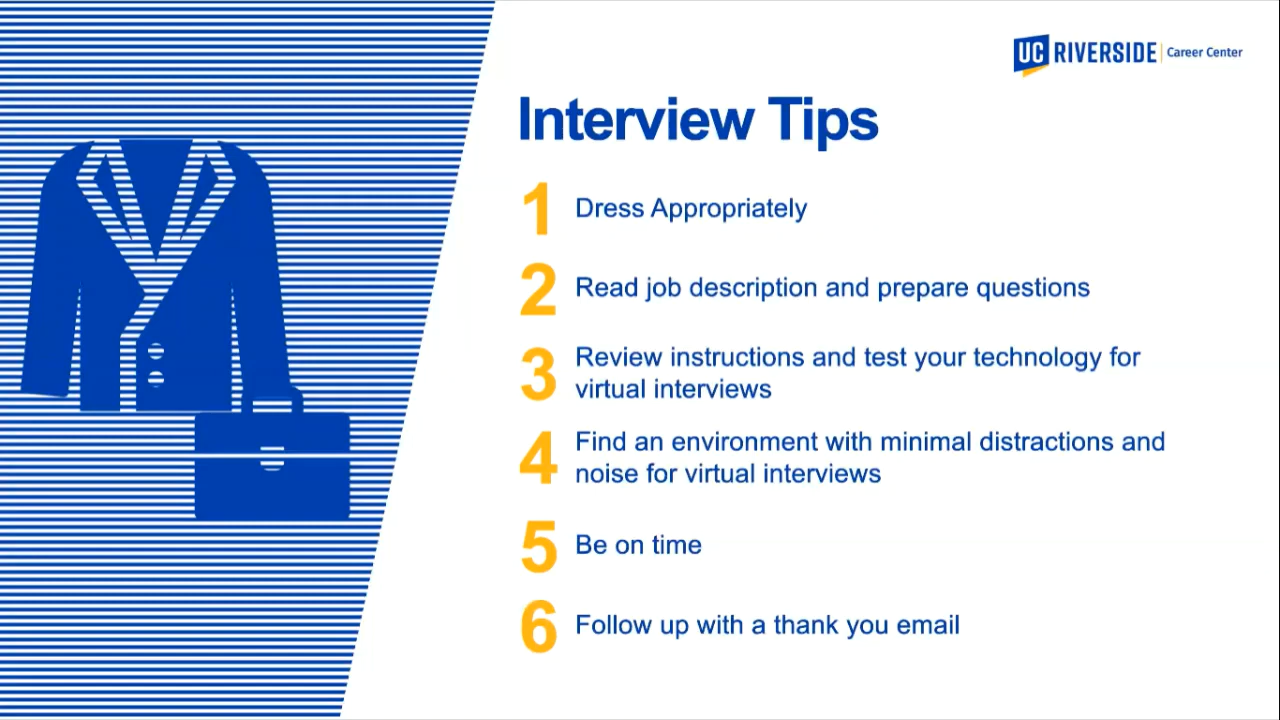 UC RIVERSIDE | Career Center
Interview Tips
1 Dress Appropriately
2 Read job description and prepare questions
3 Review instructions and test your technology for
virtual interviews
4 Find an environment with minimal distractions and
noise for virtual interviews
5 Be on time
6 Follow up with a thank you email